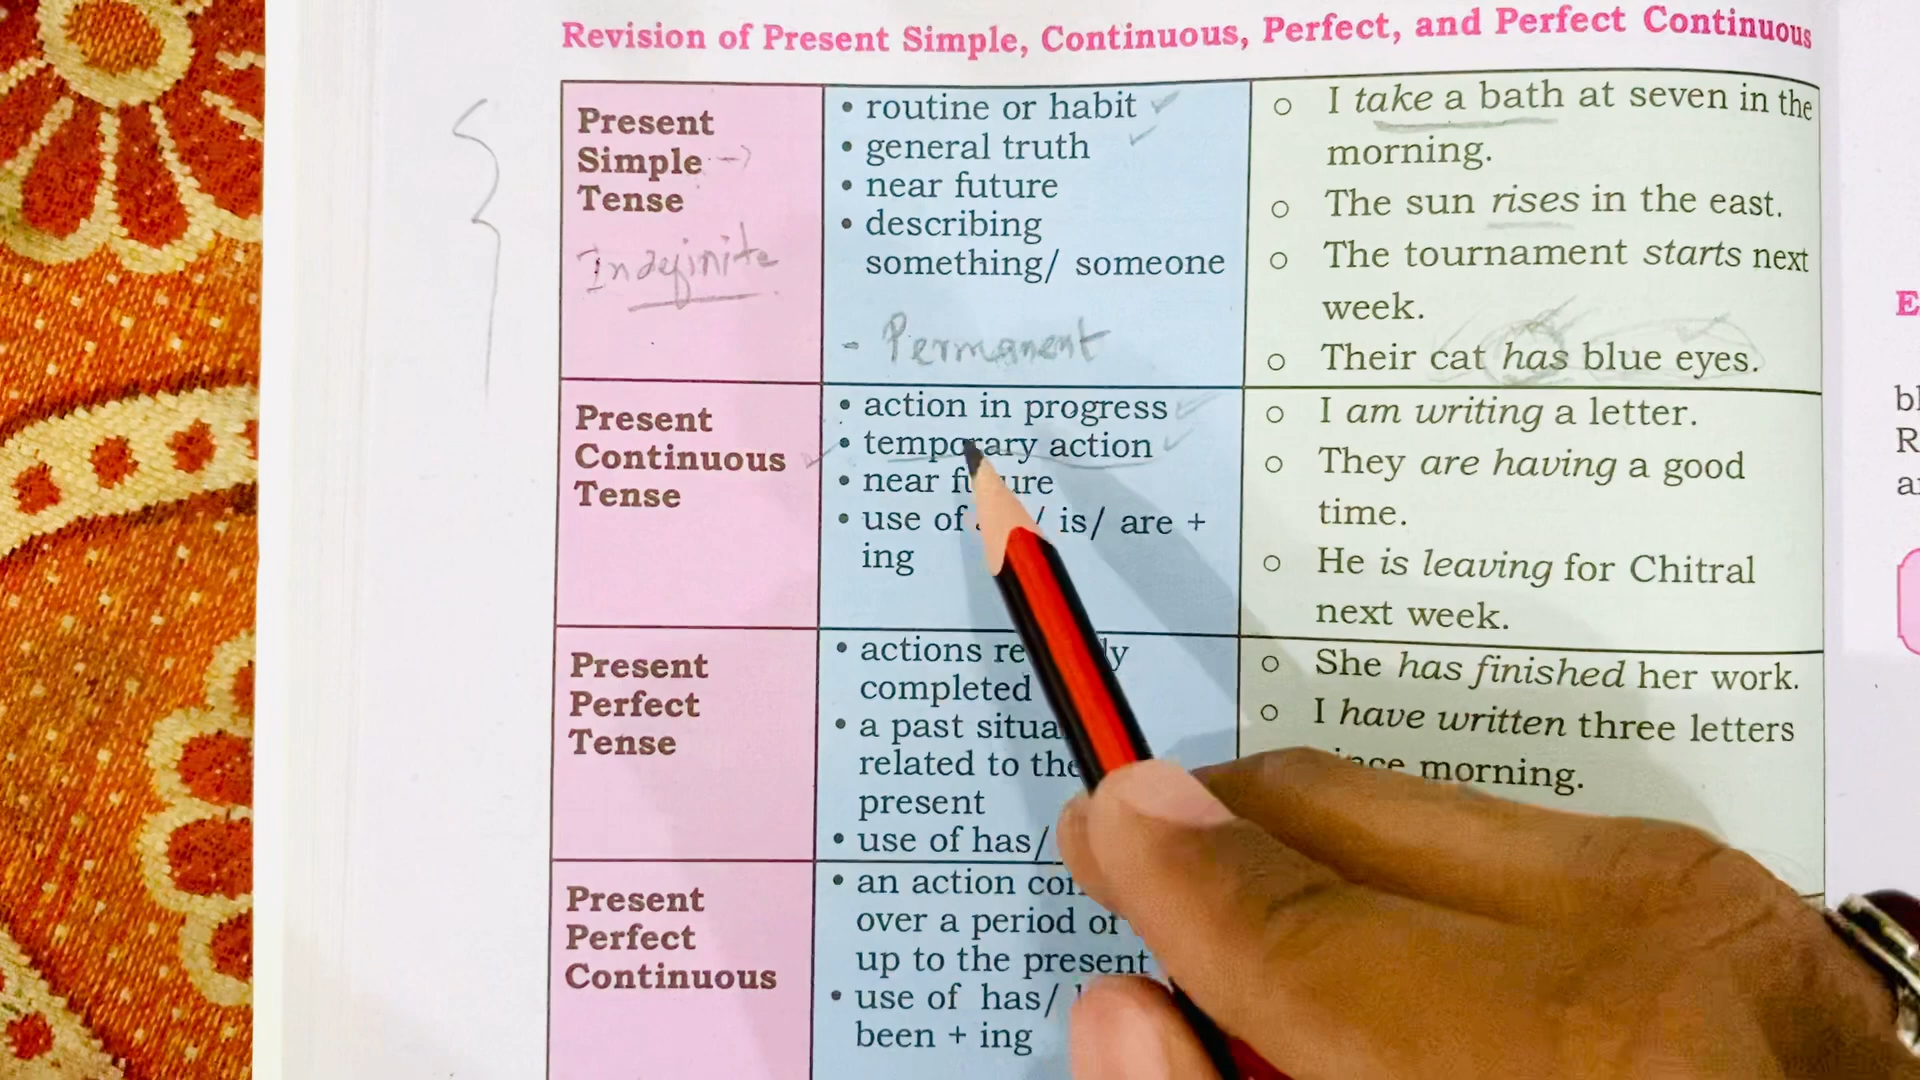 Revision of Present Simple, Continuous, Perfect, and Perfect Continuous
Present
Simple
Tense
Indefinite
• routine or habit
• general truth
• near future
• describing
something/ someone
- Permanent
o I take a bath at seven in the
morning.
o The sun rises in the east.
o The tournament starts next
week.
o Their cat has blue eyes.
Present
Continuous
Tense
• action in progress
• temporary action
• near future
• use of / is/ are +
ing
o I am writing a letter.
o They are having a good
time.
o He is leaving for Chitral
next week.
Present
Perfect
Tense
• actions
completed
• a past
related to the
present
• use of has/
o She has finished her work.
o I have written three letters
morning.
Present
Perfect
Continuous
• an action
over a period of
up to the present
• use of has/
been + ing
E